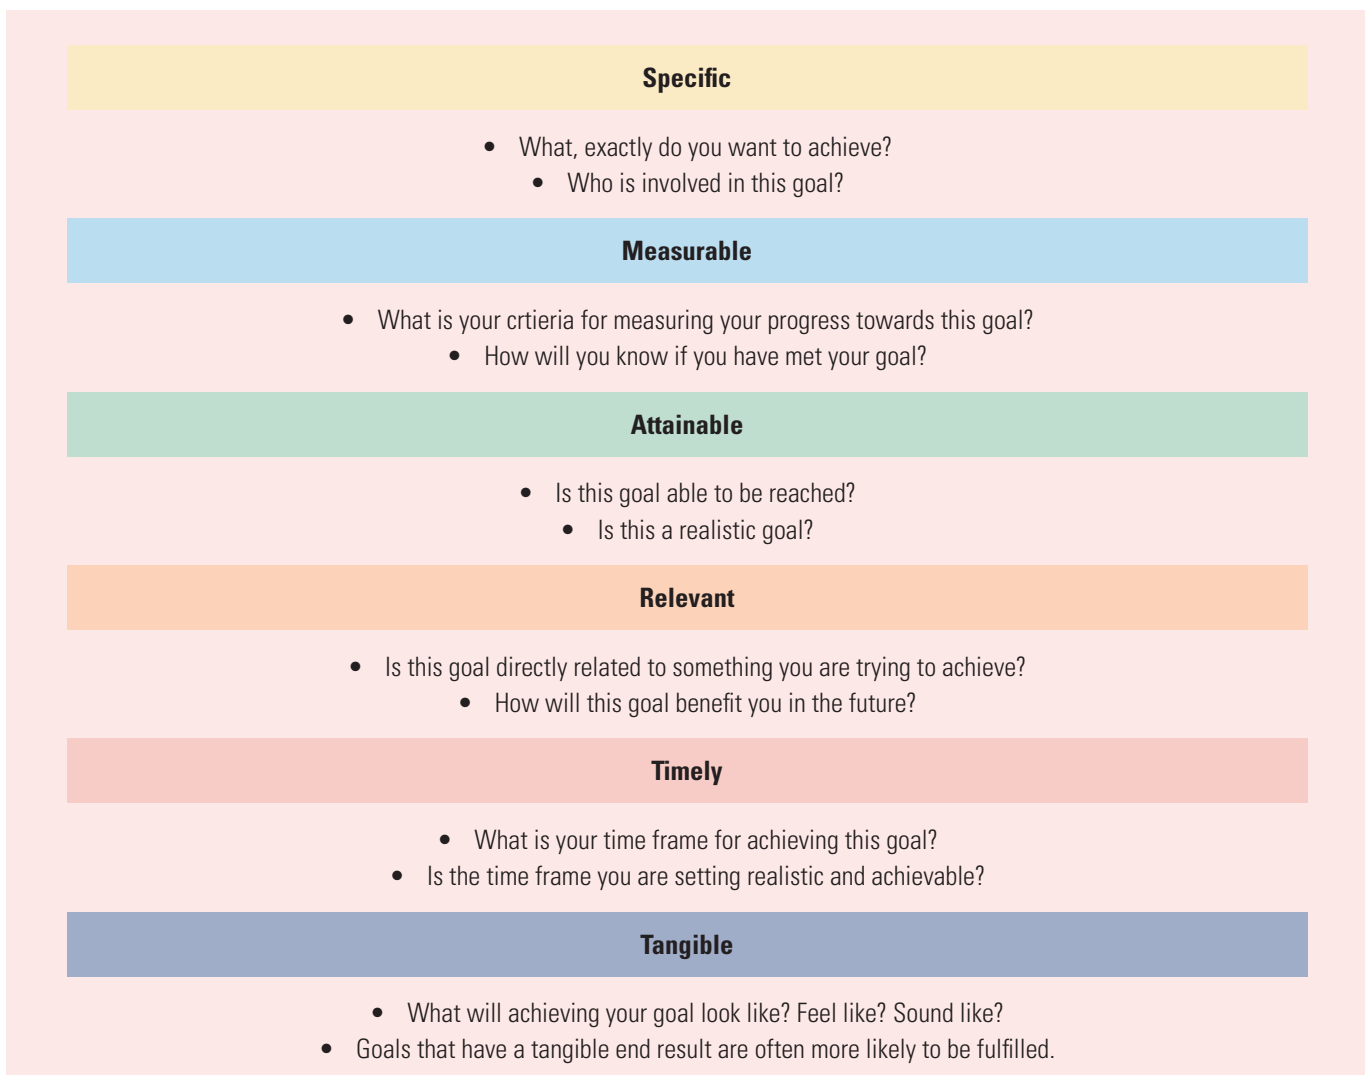 Specific
• What, exactly do you want to achieve?
• Who is involved in this goal?
Measurable
• What is your crtieria for measuring your progress towards this goal?
• How will you know if you have met your goal?
Attainable
• Is this goal able to be reached?
• Is this a realistic goal?
Relevant
• Is this goal directly related to something you are trying to achieve?
• How will this goal benefit you in the future?
Timely
• What is your time frame for achieving this goal?
• Is the time frame you are setting realistic and achievable?
Tangible
• What will achieving your goal look like? Feel like? Sound like?
• Goals that have a tangible end result are often more likely to be fulfilled.